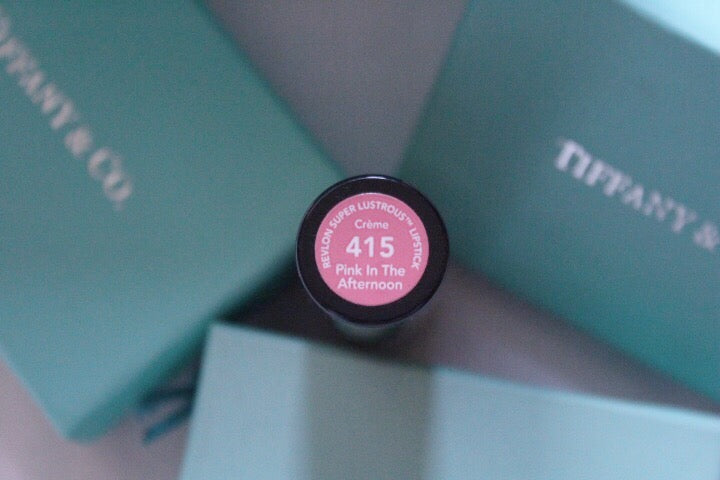 TIFFANY & CO.
TIFFANY &
REVLON SUPER LUSTROUS™ LIPSTICK
Crème
415
Pink In The
Afternoon